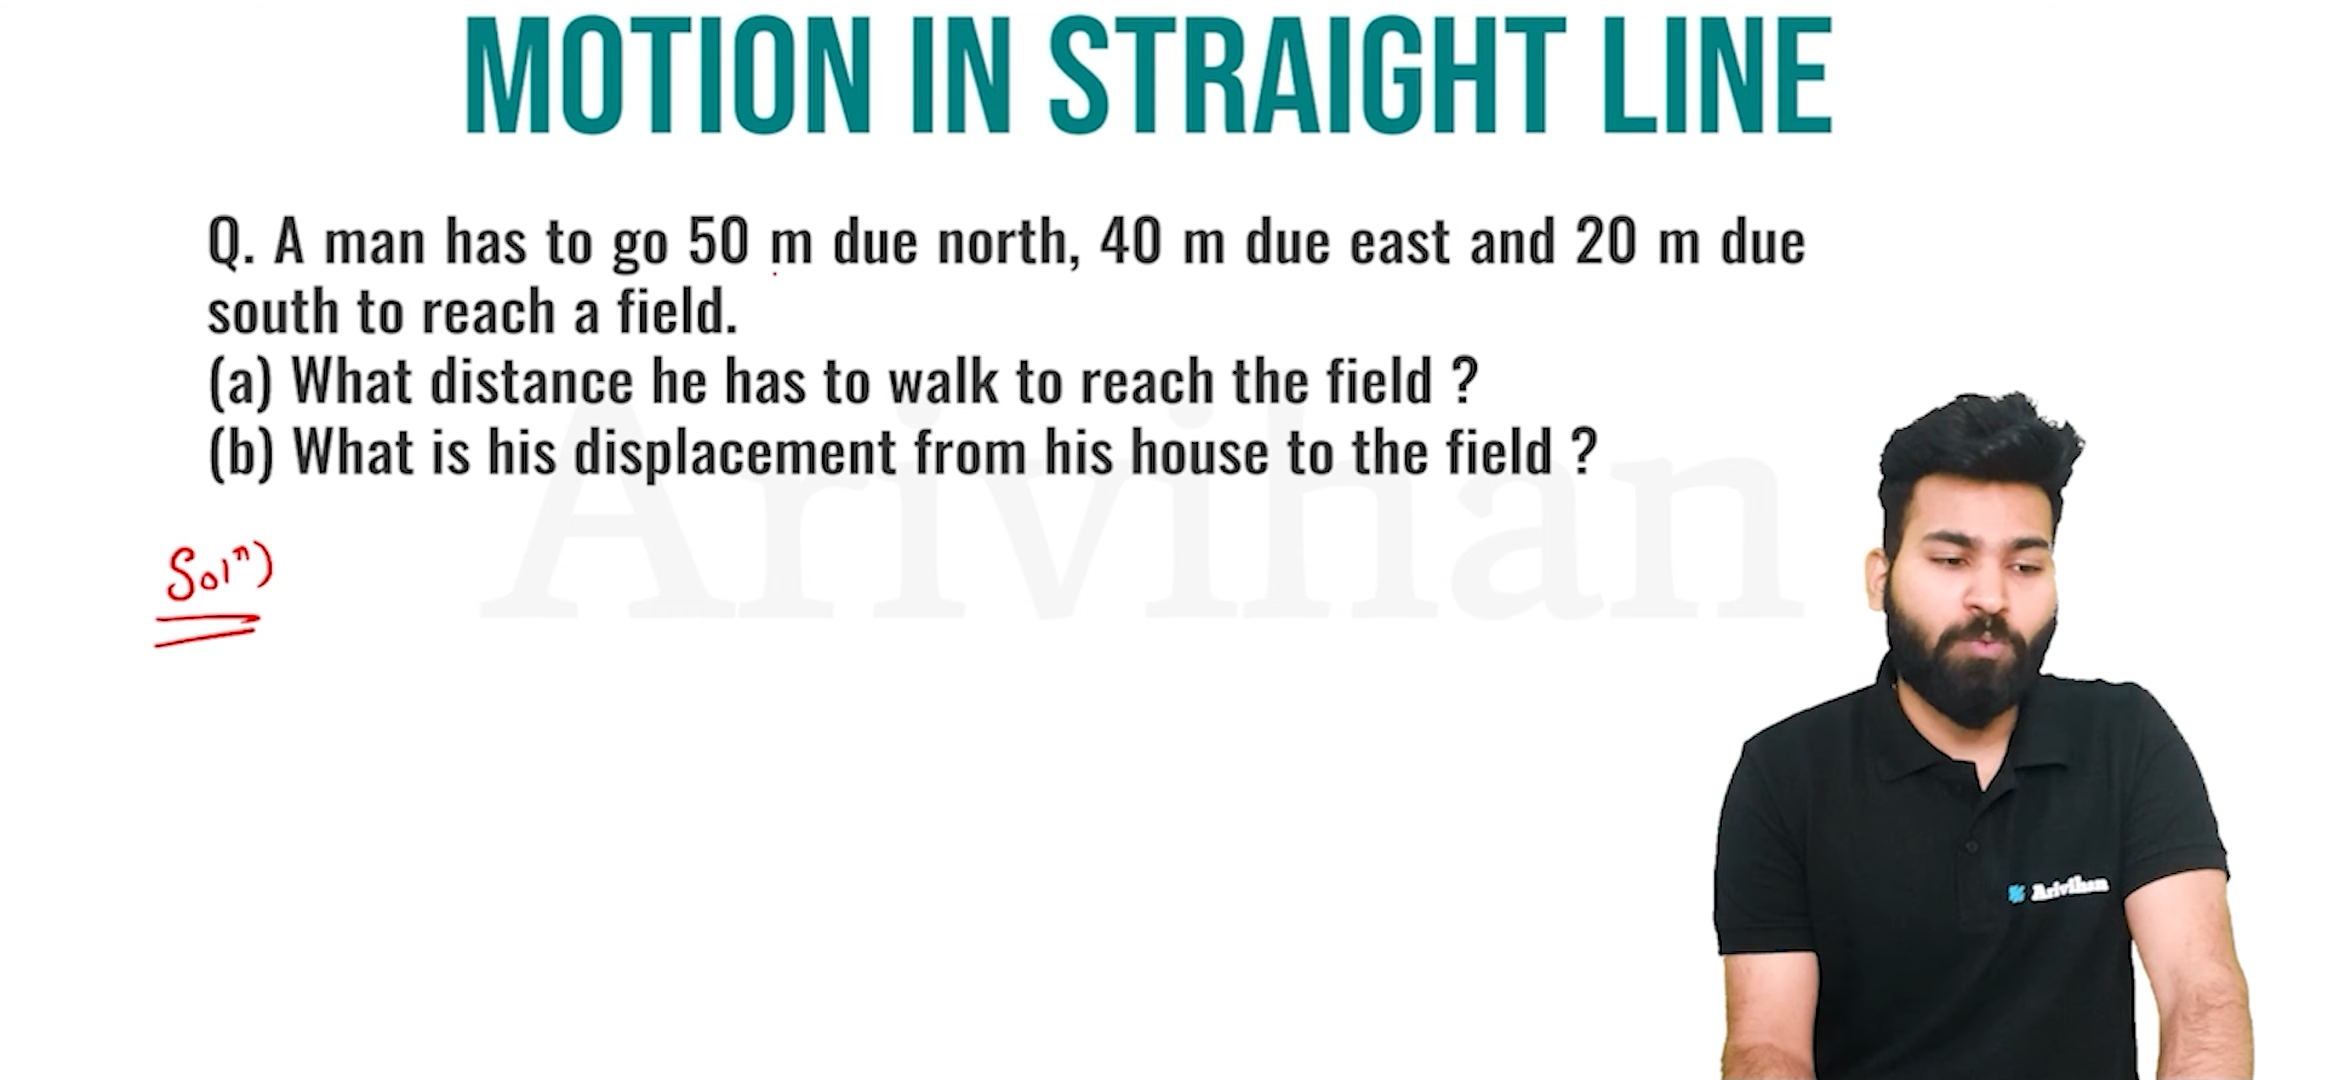 MOTION IN STRAIGHT LINE
Q. A man has to go 50 m due north, 40 m due east and 20 m due
south to reach a field.
(a) What distance he has to walk to reach the field ?
(b) What is his displacement from his house to the field ?
Arivihan
Solⁿ)
Arivihan